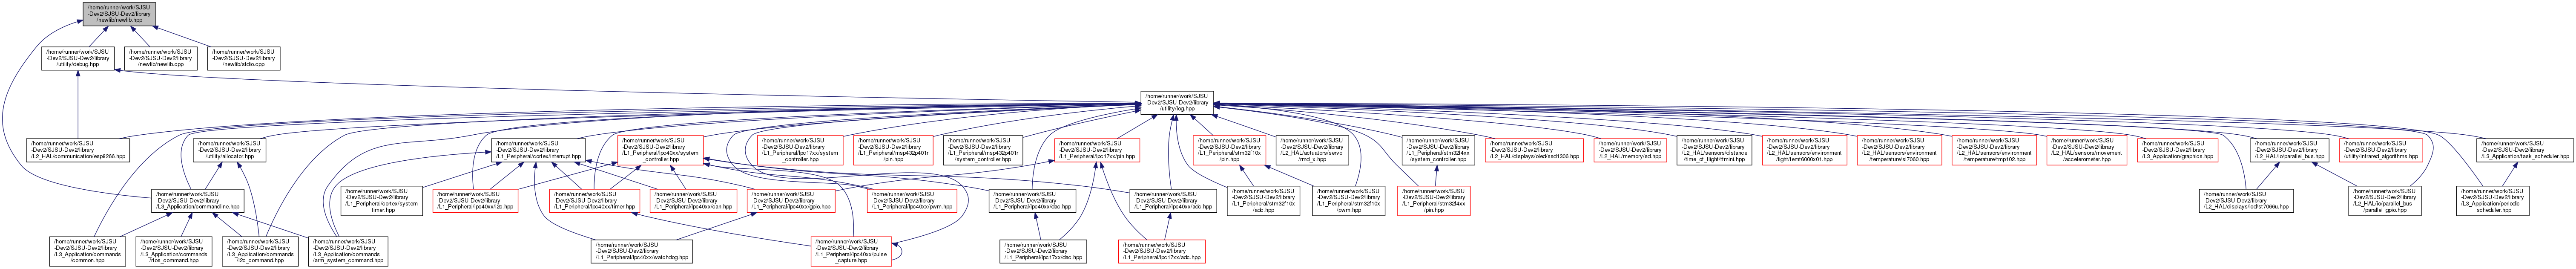 /home/runner/work/SJSU
-Dev2/SJSU-Dev2/library
/newlib/newlib.hpp
/home/runner/work/SJSU
-Dev2/SJSU-Dev2/library
/utility/debug.hpp
/home/runner/work/SJSU
-Dev2/SJSU-Dev2/library
/newlib/newlib.cpp
/home/runner/work/SJSU
-Dev2/SJSU-Dev2/library
/newlib/stdio.cpp
/home/runner/work/SJSU
-Dev2/SJSU-Dev2/library
/utility/log.hpp
/home/runner/work/SJSU
-Dev2/SJSU-Dev2/library
/L2_HAL/communication/esp8266.hpp
/home/runner/work/SJSU
-Dev2/SJSU-Dev2/library
/utility/allocator.hpp
/home/runner/work/SJSU
-Dev2/SJSU-Dev2/library
/L1_Peripheral/cortex/interrupt.hpp
/home/runner/work/SJSU
-Dev2/SJSU-Dev2/library
/L1_Peripheral/lpc40xx/system
_controller.hpp
/home/runner/work/SJSU
-Dev2/SJSU-Dev2/library
/L1_Peripheral/lpc17xx/system
_controller.hpp
/home/runner/work/SJSU
-Dev2/SJSU-Dev2/library
/L1_Peripheral/msp432p401r
/pin.hpp
/home/runner/work/SJSU
-Dev2/SJSU-Dev2/library
/L1_Peripheral/msp432p401r
/system_controller.hpp
/home/runner/work/SJSU
-Dev2/SJSU-Dev2/library
/L1_Peripheral/lpc17xx/pin.hpp
/home/runner/work/SJSU
-Dev2/SJSU-Dev2/library
/L1_Peripheral/stm32f10x
/pin.hpp
/home/runner/work/SJSU
-Dev2/SJSU-Dev2/library
/L2_HAL/actuators/servo
/rmd_x.hpp
/home/runner/work/SJSU
-Dev2/SJSU-Dev2/library
/L1_Peripheral/stm32f4xx
/system_controller.hpp
/home/runner/work/SJSU
-Dev2/SJSU-Dev2/library
/L2_HAL/displays/oled/ssd1306.hpp
/home/runner/work/SJSU
-Dev2/SJSU-Dev2/library
/L2_HAL/memory/sd.hpp
/home/runner/work/SJSU
-Dev2/SJSU-Dev2/library
/L2_HAL/sensors/distance
/time_of_flight/tfmini.hpp
/home/runner/work/SJSU
-Dev2/SJSU-Dev2/library
/L2_HAL/sensors/environment
/light/temt6000x01.hpp
/home/runner/work/SJSU
-Dev2/SJSU-Dev2/library
/L2_HAL/sensors/environment
/temperature/si7060.hpp
/home/runner/work/SJSU
-Dev2/SJSU-Dev2/library
/L2_HAL/sensors/environment
/temperature/tmp102.hpp
/home/runner/work/SJSU
-Dev2/SJSU-Dev2/library
/L2_HAL/sensors/movement
/accelerometer.hpp
/home/runner/work/SJSU
-Dev2/SJSU-Dev2/library
/L3_Application/graphics.hpp
/home/runner/work/SJSU
-Dev2/SJSU-Dev2/library
/L2_HAL/io/parallel_bus.hpp
/home/runner/work/SJSU
-Dev2/SJSU-Dev2/library
/utility/infrared_algorithms.hpp
/home/runner/work/SJSU
-Dev2/SJSU-Dev2/library
/L3_Application/task_scheduler.hpp
/home/runner/work/SJSU
-Dev2/SJSU-Dev2/library
/L3_Application/commandline.hpp
/home/runner/work/SJSU
-Dev2/SJSU-Dev2/library
/L1_Peripheral/cortex/system
_timer.hpp
/home/runner/work/SJSU
-Dev2/SJSU-Dev2/library
/L1_Peripheral/lpc40xx/i2c.hpp
/home/runner/work/SJSU
-Dev2/SJSU-Dev2/library
/L1_Peripheral/lpc40xx/timer.hpp
/home/runner/work/SJSU
-Dev2/SJSU-Dev2/library
/L1_Peripheral/lpc40xx/can.hpp
/home/runner/work/SJSU
-Dev2/SJSU-Dev2/library
/L1_Peripheral/lpc40xx/gpio.hpp
/home/runner/work/SJSU
-Dev2/SJSU-Dev2/library
/L1_Peripheral/lpc40xx/pwm.hpp
/home/runner/work/SJSU
-Dev2/SJSU-Dev2/library
/L1_Peripheral/lpc40xx/dac.hpp
/home/runner/work/SJSU
-Dev2/SJSU-Dev2/library
/L1_Peripheral/lpc40xx/adc.hpp
/home/runner/work/SJSU
-Dev2/SJSU-Dev2/library
/L1_Peripheral/stm32f10x
/adc.hpp
/home/runner/work/SJSU
-Dev2/SJSU-Dev2/library
/L1_Peripheral/stm32f10x
/pwm.hpp
/home/runner/work/SJSU
-Dev2/SJSU-Dev2/library
/L1_Peripheral/stm32f4xx
/pin.hpp
/home/runner/work/SJSU
-Dev2/SJSU-Dev2/library
/L2_HAL/displays/lcd/st7066u.hpp
/home/runner/work/SJSU
-Dev2/SJSU-Dev2/library
/L2_HAL/io/parallel_bus
/parallel_gpio.hpp
/home/runner/work/SJSU
-Dev2/SJSU-Dev2/library
/L3_Application/periodic
_scheduler.hpp
/home/runner/work/SJSU
-Dev2/SJSU-Dev2/library
/L3_Application/commands
/common.hpp
/home/runner/work/SJSU
-Dev2/SJSU-Dev2/library
/L3_Application/commands
/rtos_command.hpp
/home/runner/work/SJSU
-Dev2/SJSU-Dev2/library
/L3_Application/commands
/i2c_command.hpp
/home/runner/work/SJSU
-Dev2/SJSU-Dev2/library
/L3_Application/commands
/arm_system_command.hpp
/home/runner/work/SJSU
-Dev2/SJSU-Dev2/library
/L1_Peripheral/lpc40xx/watchdog.hpp
/home/runner/work/SJSU
-Dev2/SJSU-Dev2/library
/L1_Peripheral/lpc40xx/pulse
_capture.hpp
/home/runner/work/SJSU
-Dev2/SJSU-Dev2/library
/L1_Peripheral/lpc17xx/dac.hpp
/home/runner/work/SJSU
-Dev2/SJSU-Dev2/library
/L1_Peripheral/lpc17xx/adc.hpp